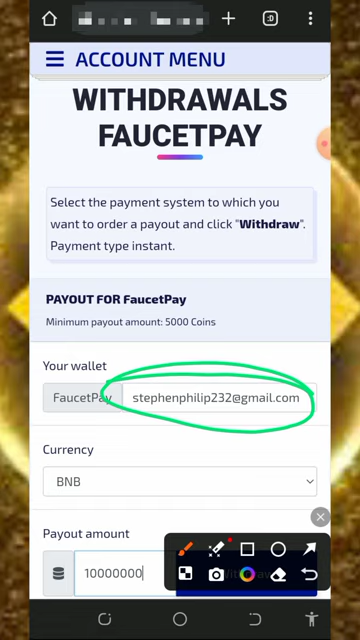 ACCOUNT MENU
WITHDRAWALS
FAUCETPAY
Select the payment system to which you
want to order a payout and click "Withdraw".
Payment type instant.
PAYOUT FOR FaucetPay
Minimum payout amount: 5000 Coins
Your wallet
FaucetPay stephenphilip232@gmail.com
Currency
BNB
Payout amount
10000000